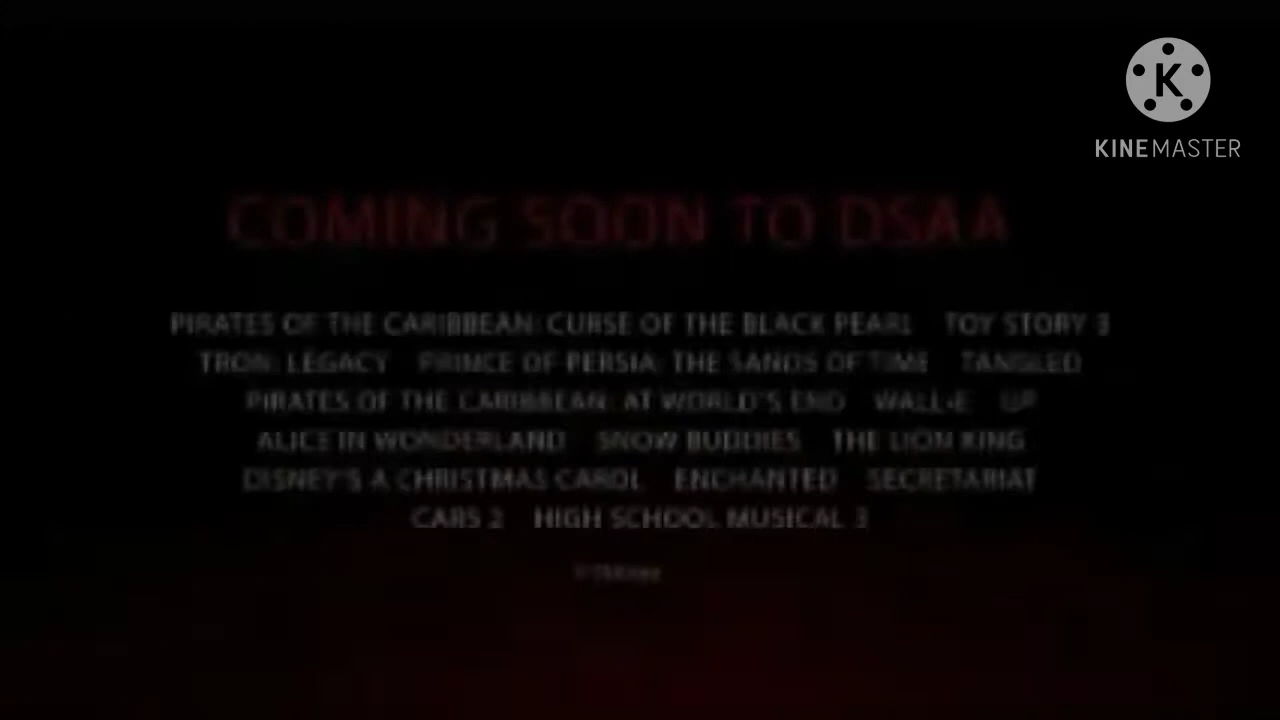 KINEMASTER
COMING SOON TO DSAA
PIRATES OF THE CARIBBEAN: CURSE OF THE BLACK PEARL TOY STORY 3
TRON: LEGACY PRINCE OF PERSIA: THE SANDS OF TIME TANGLED
PIRATES OF THE CARIBBEAN: AT WORLD'S END WALL•E UP
ALICE IN WONDERLAND SNOW BUDDIES THE LION KING
DISNEY'S A CHRISTMAS CAROL ENCHANTED SECRETARIAT
CARS 2 HIGH SCHOOL MUSICAL 3